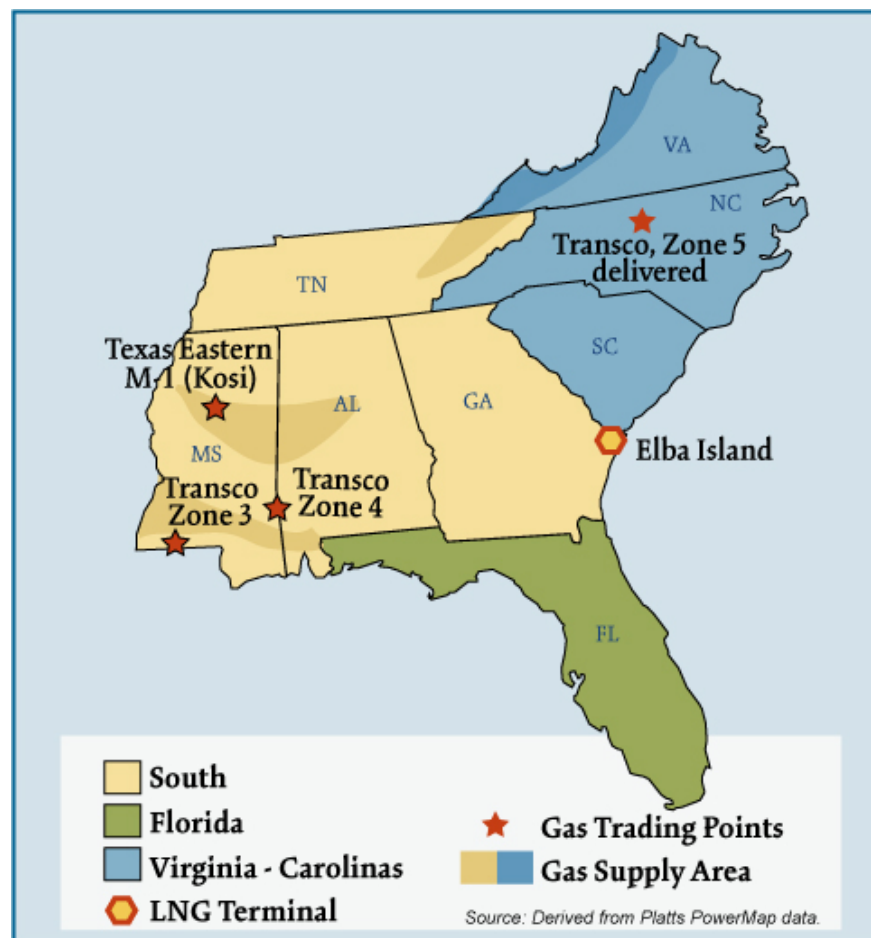 VA
NC
Transco, Zone 5
delivered
TN
SC
Texas Eastern
M-1 (Kosi)
AL
GA
MS
Elba Island
Transco
Zone 3
Transco
Zone 4
FL
South
Florida
Virginia - Carolinas
LNG Terminal
Gas Trading Points
Gas Supply Area
Source: Derived from Platts PowerMap data.